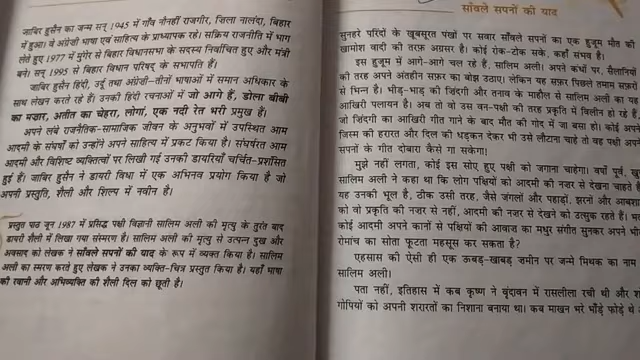 जाबिर हुसैन का जन्म सन् 1945 में गाँव नौनहीं राजगीर, जिला नालंदा, बिहार
में हुआ। वे अंग्रेज़ी भाषा एवं साहित्य के प्राध्यापक रहे। सक्रिय राजनीति में भाग
लेते हुए 1977 में मुंगेर से बिहार विधानसभा के सदस्य निर्वाचित हुए और मंत्री
बने। सन् 1995 से बिहार विधान परिषद् के सभापति हैं।
जाबिर हुसैन हिंदी, उर्दू तथा अंग्रेज़ी–तीनों भाषाओं में समान अधिकार के
साथ लेखन करते रहे हैं। उनकी हिंदी रचनाओं में जो आगे हैं, डोला बीबी
का मज़ार, अतीत का चेहरा, लोगां, एक नदी रेत भरी प्रमुख हैं।
अपने लंबे राजनैतिक-सामाजिक जीवन के अनुभवों में उपस्थित आम
आदमी के संघर्षों को उन्होंने अपने साहित्य में प्रकट किया है। संघर्षरत आम
आदमी और विशिष्ट व्यक्तित्वों पर लिखी गई उनकी डायरियाँ चर्चित-प्रशंसित
हुई हैं। जाबिर हुसैन ने डायरी विधा में एक अभिनव प्रयोग किया है जो
अपनी प्रस्तुति, शैली और शिल्प में नवीन है।
प्रस्तुत पाठ जून 1987 में प्रसिद्ध पक्षी विज्ञानी सालिम अली की मृत्यु के तुरंत बाद
डायरी शैली में लिखा गया संस्मरण है। सालिम अली की मृत्यु से उत्पन्न दुख और
अवसाद को लेखक ने साँवले सपनों की याद के रूप में व्यक्त किया है। सालिम
अली का स्मरण करते हुए लेखक ने उनका व्यक्ति-चित्र प्रस्तुत किया है। यहाँ भाषा
की रवानी और अभिव्यक्ति की शैली दिल को छूती है।
साँवले सपनों की याद
सुनहरे परिंदों के खूबसूरत पंखों पर सवार साँवले सपनों का एक हुजूम मौत की
खामोश वादी की तरफ़ अग्रसर है। कोई रोक-टोक सके, कहाँ संभव है।
इस हुजूम में आगे-आगे चल रहे हैं, सालिम अली। अपने कंधों पर, सैलानियों
की तरह अपने अंतहीन सफ़र का बोझ उठाए। लेकिन यह सफ़र पिछले तमाम सफ़रों
से भिन्न है। भीड़-भाड़ की ज़िंदगी और तनाव के माहौल से सालिम अली का यह
आखिरी पलायन है। अब तो वो उस वन-पक्षी की तरह प्रकृति में विलीन हो रहे हैं,
जो ज़िंदगी का आखिरी गीत गाने के बाद मौत की गोद में जा बसा हो। कोई अपने
जिस्म की हरारत और दिल की धड़कन देकर भी उसे लौटाना चाहे तो वह पक्षी अपने
सपनों के गीत दोबारा कैसे गा सकेगा!
मुझे नहीं लगता, कोई इस सोए हुए पक्षी को जगाना चाहेगा। वर्षों पूर्व, खुद
सालिम अली ने कहा था कि लोग पक्षियों को आदमी की नज़र से देखना चाहते हैं।
यह उनकी भूल है, ठीक उसी तरह, जैसे जंगलों और पहाड़ों, झरनों और
को वो प्रकृति की नज़र से नहीं, आदमी की नज़र से देखने को उत्सुक रहते हैं।
कोई आदमी अपने कानों से पक्षियों की आवाज़ का मधुर संगीत सुनकर अपने
रोमांच का सोता फूटता महसूस कर सकता है?
एहसास की ऐसी ही एक ऊबड़-खाबड़ ज़मीन पर जन्मे मिथक का नाम
सालिम अली।
पता नहीं, इतिहास में कब कृष्ण ने वृंदावन में रासलीला रची थी और
गोपियों को अपनी शरारतों का निशाना बनाया था। कब माखन भरे भाँड़े फोड़े थे